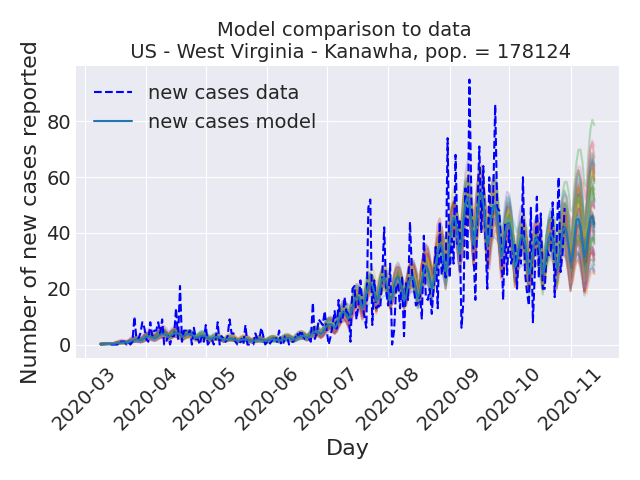 Model comparison to data
US - West Virginia - Kanawha, pop. = 178124
Number of new cases reported
new cases data
new cases model
80
60
40
20
0
2020-03
2020-04
2020-05
2020-06
2020-07
2020-08
2020-09
2020-10
2020-11
Day